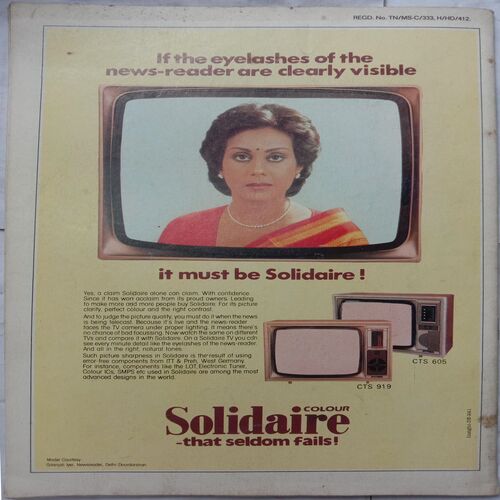 REGD. No. TN/MS-C/333, H/HD/412.
If the eyelashes of the
news-reader are clearly visible
it must be Solidaire!
Yes, a claim Solidaire alone can claim. With confidence
Since it has won acclaim from its proud owners. Leading
to make more and more people buy Solidaire. For its picture
clarity, perfect colour and the right contrast.
And to judge the picture quality, you must do it when the news
is being telecast. Because it's live and the news-reader
faces the TV camera under proper lighting. It means there's
no chance of bad focussing. Now watch the same on different
TVs and compare it with Solidaire. On a Solidaire TV you can
see every minute detail like the eyelashes of the news-reader.
And all in the right, natural tones.
Such picture sharpness in Solidaire is the result of using
error-free components from ITT & Preh, West Germany.
For instance, components like the LOT, Electronic Tuner,
Colour ICs, SMPS etc used in Solidaire are among the most
advanced designs in the world.
CTS 605
CTS 919
COLOUR
Solidaire
-that seldom fails!
Model Courtesy:
Iyer, Newsreader, Delhi Doordarshan